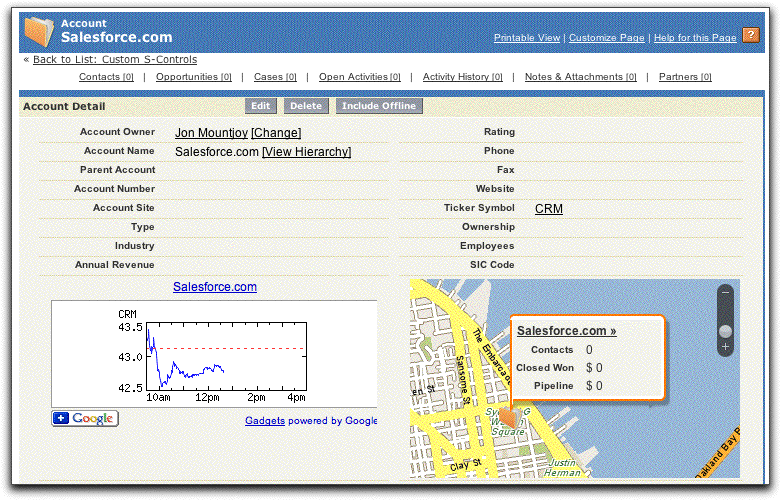 Account
Salesforce.com
Printable View | Customize Page | Help for this Page ?
« Back to List: Custom S-Controls
Contacts [0] | Opportunities [0] | Cases [0] | Open Activities [0] | Activity History [0] | Notes & Attachments [0] | Partners [0]
Account Detail Edit Delete Include Offline
Account Owner Jon Mountjoy [Change] Rating
Account Name Salesforce.com [View Hierarchy] Phone
Parent Account Fax
Account Number Website
Account Site Ticker Symbol CRM
Type Ownership
Industry Employees
Annual Revenue SIC Code
Salesforce.com
CRM
43.5
43.0
42.5
10am 12pm 2pm 4pm
+ Google
Gadgets powered by Google
The Embarcad
Sansome St
Salesforce.com »
Contacts 0
Closed Won $ 0
Pipeline $ 0
en St
Square
Clay St
Justin
Herman
Oakland Bay